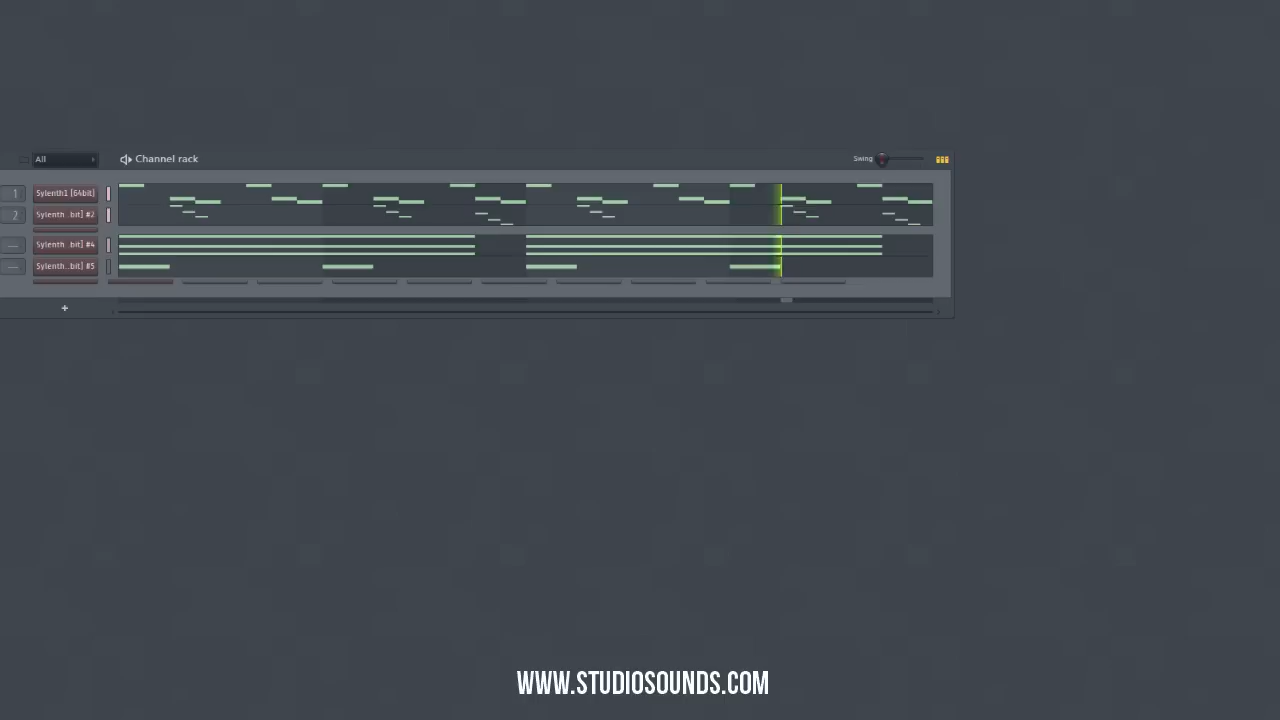 All
Channel rack
Swing
1
Sylenth1 [64bit]
2
Sylenth..bit] #2
Sylenth..bit] #4
Sylenth..bit] #5
+
WWW.STUDIOSOUNDS.COM